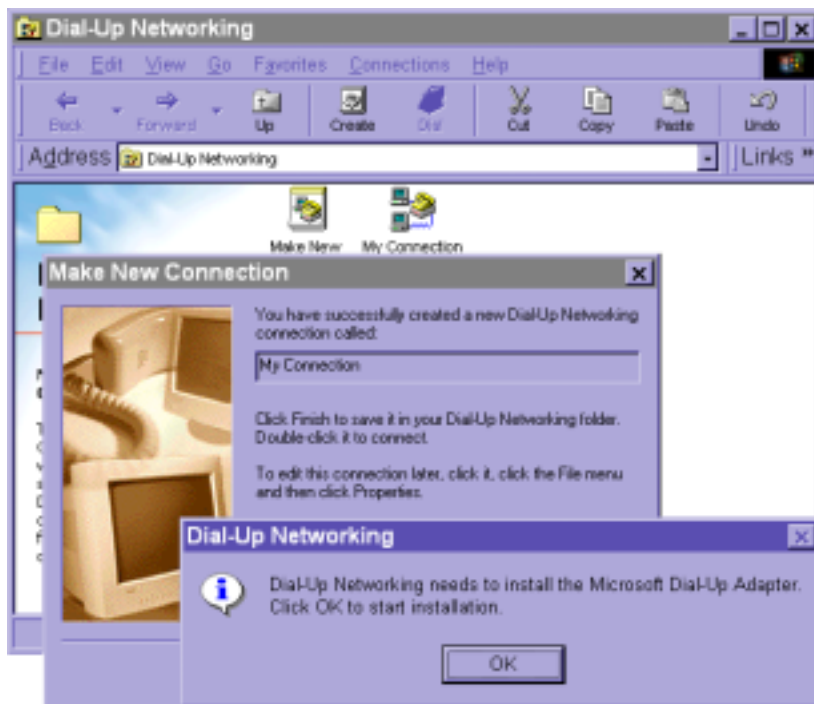 Dial-Up Networking
File Edit View Go Favorites Connections Help
Back Forward Up Create Dial Cut Copy Paste Undo
Address Dial-Up Networking Links »
Make New My Connection
Make New Connection
You have successfully created a new Dial-Up Networking
connection called:
My Connection
Click Finish to save it in your Dial-Up Networking folder.
Double-click it to connect.
To edit this connection later, click it, click the File menu
and then click Properties.
Dial-Up Networking
Dial-Up Networking needs to install the Microsoft Dial-Up Adapter.
Click OK to start installation.
OK